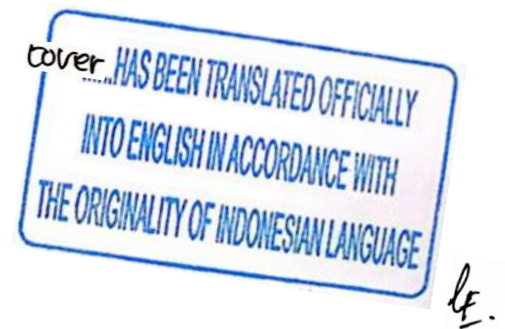 cover ......HAS BEEN TRANSLATED OFFICIALLY
INTO ENGLISH IN ACCORDANCE WITH
THE ORIGINALITY OF INDONESIAN LANGUAGE